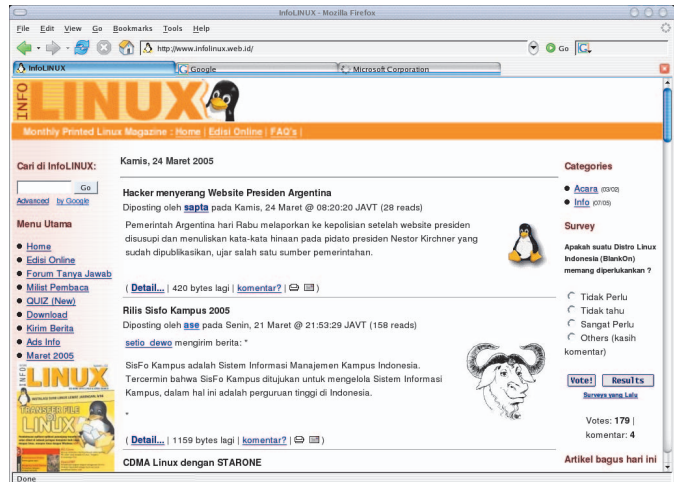 InfoLINUX - Mozilla Firefox
File Edit View Go Bookmarks Tools Help
http://www.infolinux.web.id/
Go
InfoLINUX
Google
Microsoft Corporation
INFO LINUX
Monthly Printed Linux Magazine : Home | Edisi Online | FAQ's |
Cari di InfoLINUX:
Go
Advanced by Google
Menu Utama
Home
Edisi Online
Forum Tanya Jawab
Milist Pembaca
QUIZ (New)
Download
Kirim Berita
Ads Info
Maret 2005
INFO LINUX
TRANSFER FILE
DI
LINUX
Kamis, 24 Maret 2005
Hacker menyerang Website Presiden Argentina
Diposting oleh sapta pada Kamis, 24 Maret @ 08:20:20 JAVT (28 reads)
Pemerintah Argentina hari Rabu melaporkan ke kepolisian setelah website presiden
disusupi dan menuliskan kata-kata hinaan pada pidato presiden Nestor Kirchner yang
sudah dipublikasikan, ujar salah satu sumber pemerintahan.
( Detail... | 420 bytes lagi | komentar? | )
Rilis Sisfo Kampus 2005
Diposting oleh ase pada Senin, 21 Maret @ 21:53:29 JAVT (158 reads)
setio_dewo mengirim berita: "
SisFo Kampus adalah Sistem Informasi Manajemen Kampus Indonesia.
Tercermin bahwa SisFo Kampus ditujukan untuk mengelola Sistem Informasi
Kampus, dalam hal ini adalah perguruan tinggi di Indonesia.
"
( Detail... | 1159 bytes lagi | komentar? | )
CDMA Linux dengan STARONE
Categories
Acara (03/02)
Info (07/05)
Survey
Apakah suatu Distro Linux
Indonesia (BlankOn)
memang diperlukankan ?
Tidak Perlu
Tidak tahu
Sangat Perlu
Others (kasih
komentar)
Vote! Results
Surveys yang Lalu
Votes: 179 |
komentar: 4
Artikel bagus hari ini
Done